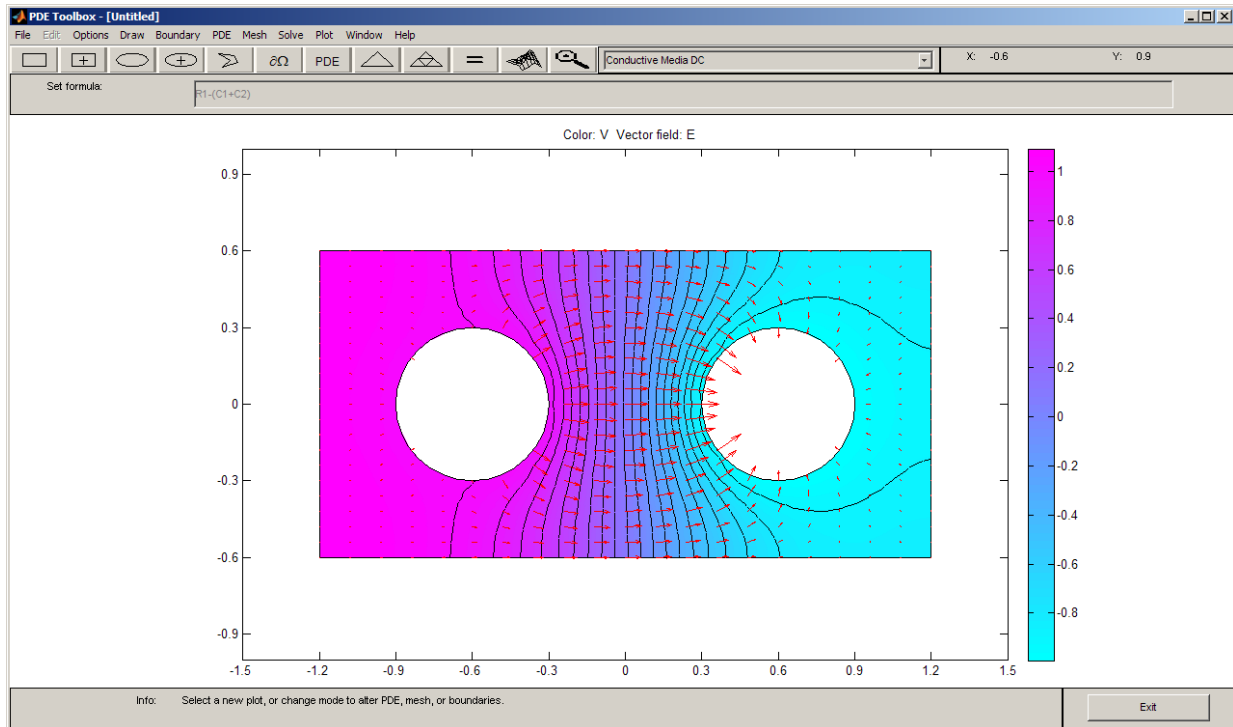 PDE Toolbox - [Untitled]
File Edit Options Draw Boundary PDE Mesh Solve Plot Window Help
∂Ω PDE = Conductive Media DC X: -0.6 Y: 0.9
Set formula: R1-(C1+C2)
Color: V Vector field: E
0.9
0.6
0.3
0
-0.3
-0.6
-0.9
-1.5 -1.2 -0.9 -0.6 -0.3 0 0.3 0.6 0.9 1.2 1.5
1
0.8
0.6
0.4
0.2
0
-0.2
-0.4
-0.6
-0.8
Info: Select a new plot, or change mode to alter PDE, mesh, or boundaries.
Exit